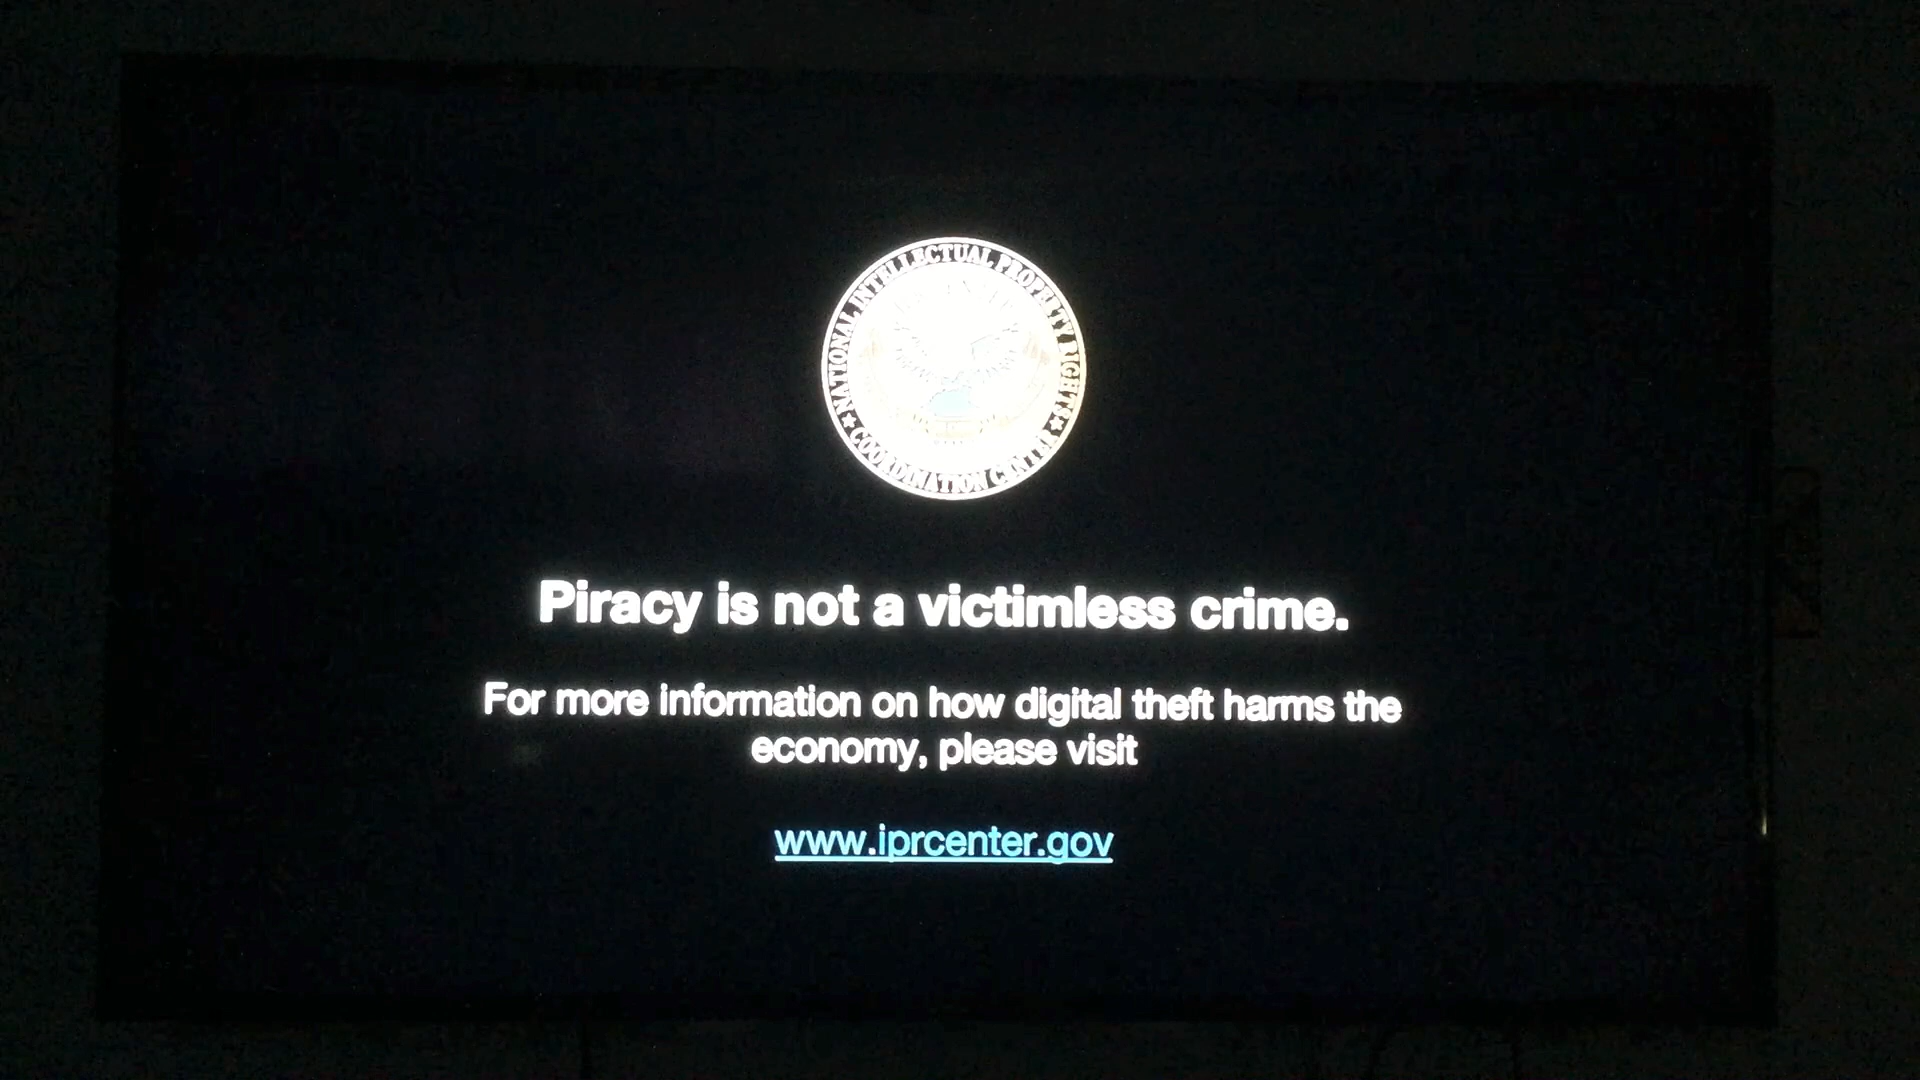 NATIONAL INTELLECTUAL PROPERTY RIGHTS
COORDINATION CENTER
Piracy is not a victimless crime.
For more information on how digital theft harms the
economy, please visit
www.iprcenter.gov